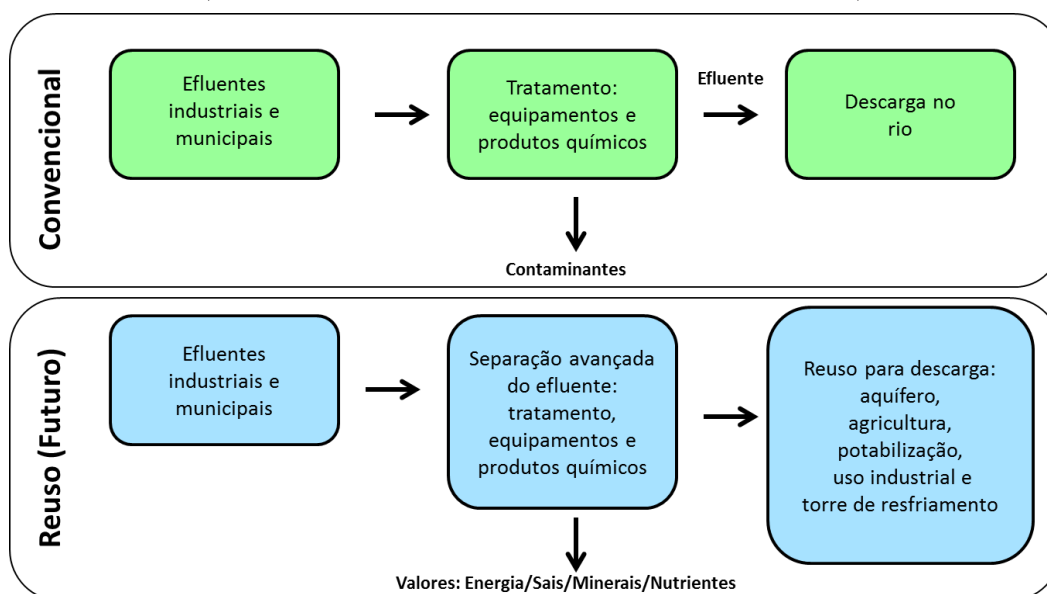 Convencional
Efluentes
industriais e
municipais
Tratamento:
equipamentos e
produtos químicos
Efluente
Descarga no
rio
Contaminantes
Reuso (Futuro)
Efluentes
industriais e
municipais
Separação avançada
do efluente:
tratamento,
equipamentos e
produtos químicos
Reuso para descarga:
aquífero,
agricultura,
potabilização,
uso industrial e
torre de resfriamento
Valores: Energia/Sais/Minerais/Nutrientes